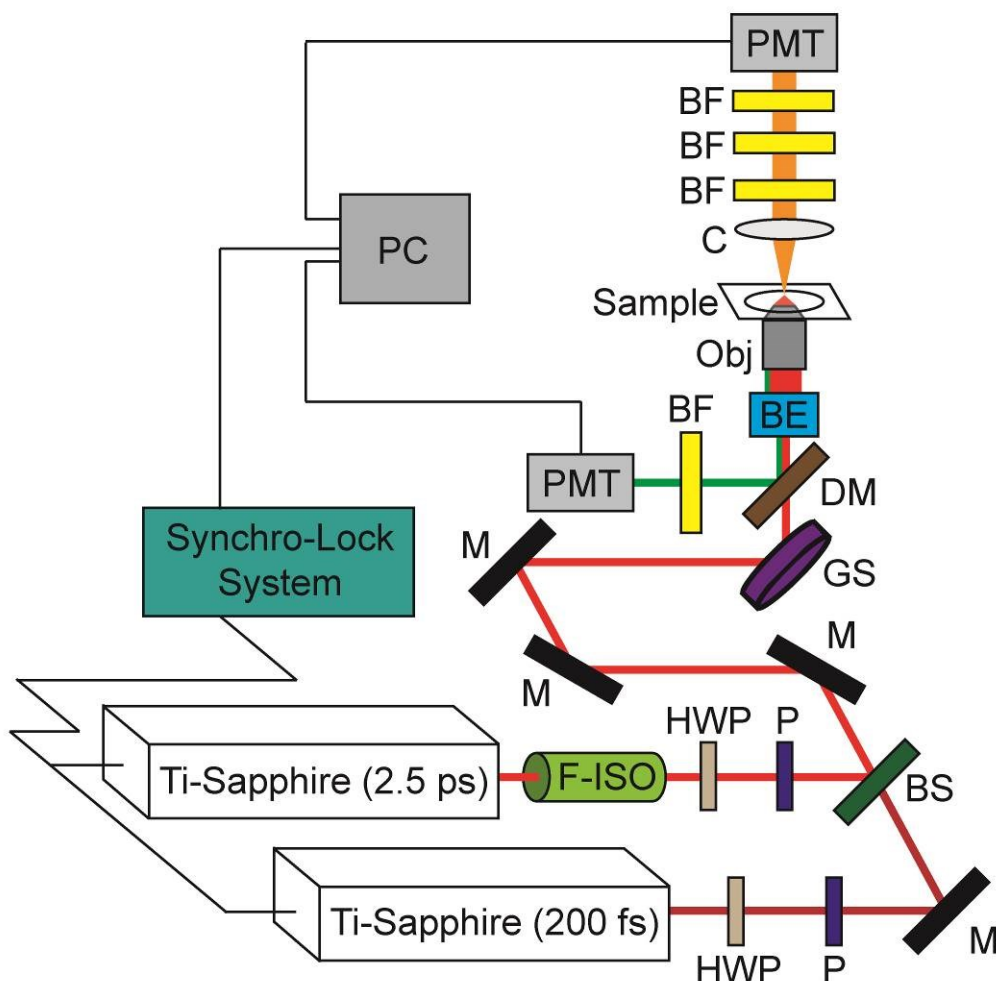 PMT
BF
BF
BF
C
PC
Sample
Obj
BF
BE
PMT
DM
Synchro-Lock
System
M
GS
M
M
HWP
P
Ti-Sapphire (2.5 ps)
F-ISO
BS
Ti-Sapphire (200 fs)
HWP
P
M